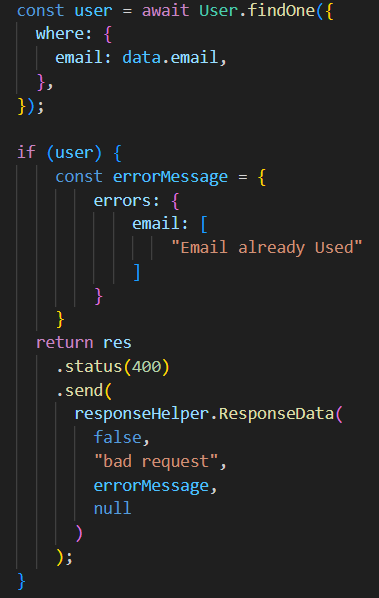 const user = await User.findOne({
  where: {
    email: data.email,
  },
});

if (user) {
    const errorMessage = {
        errors: {
            email: [
                "Email already Used"
            ]
        }
    }
  return res
    .status(400)
    .send(
      responseHelper.ResponseData(
        false,
        "bad request",
        errorMessage,
        null
      )
    );
}